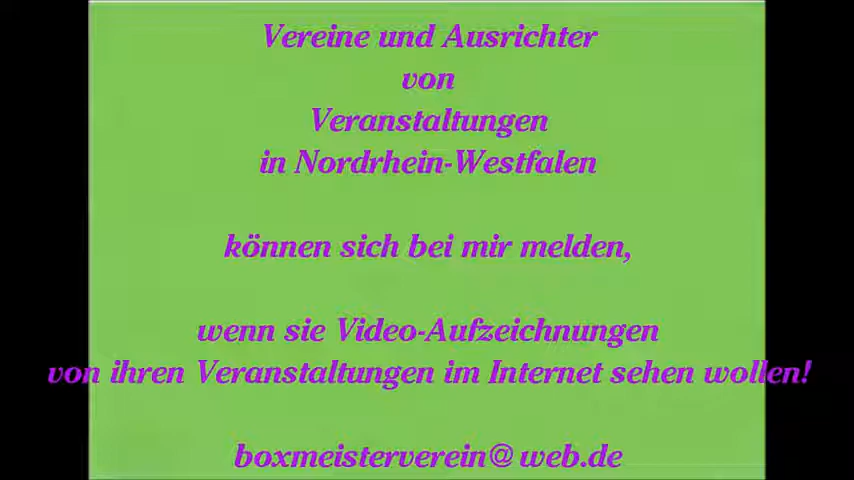 Vereine und Ausrichter
von
Veranstaltungen
in Nordrhein-Westfalen
können sich bei mir melden,
wenn sie Video-Aufzeichnungen
von ihren Veranstaltungen im Internet sehen wollen!
boxmeisterverein@web.de